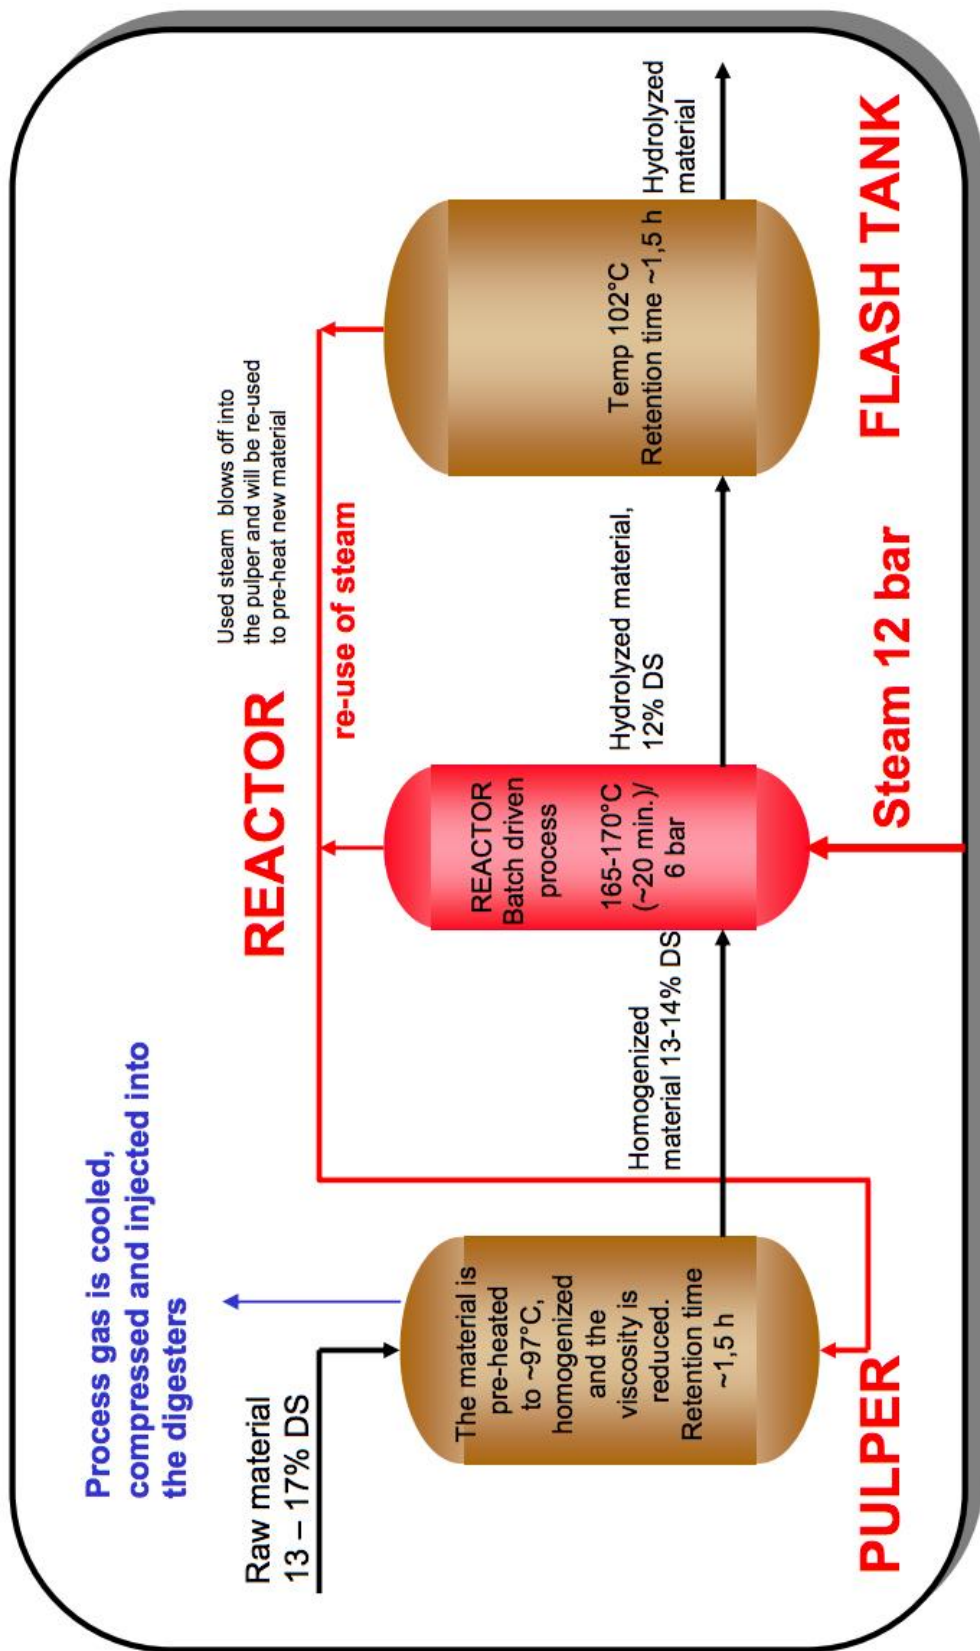 Process gas is cooled,
compressed and injected into
the digesters
Raw material
13 – 17% DS
The material is
pre-heated
to ~97°C,
homogenized
and the
viscosity is
reduced.
Retention time
~1,5 h
PULPER
Homogenized
material 13-14% DS
REACTOR
REACTOR
Batch driven
process
165-170°C
(~20 min.)/
6 bar
Steam 12 bar
Used steam blows off into
the pulper and will be re-used
to pre-heat new material
re-use of steam
Hydrolyzed material,
12% DS
Temp 102°C
Retention time ~1,5 h
FLASH TANK
Hydrolyzed
material